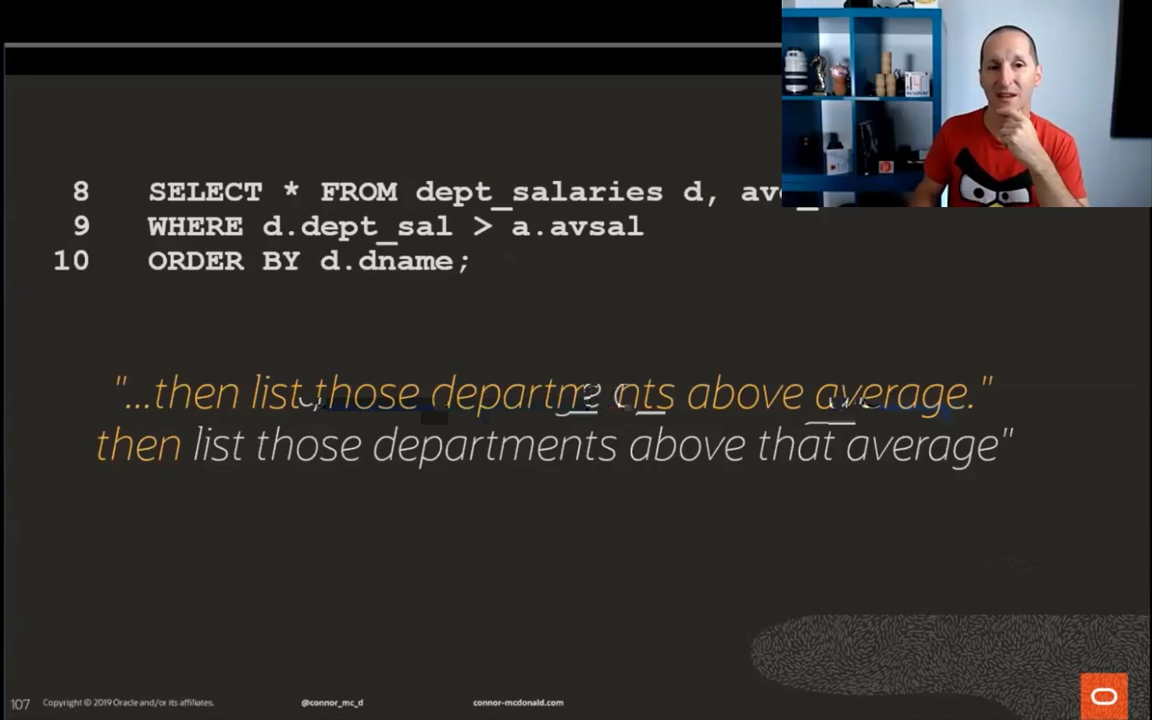 8 SELECT * FROM dept_salaries d,
9 WHERE d.dept_sal > a.avsal
10 ORDER BY d.dname;
"...then list those departments above average."
then list those departments above that average"
107 Copyright © 2019 Oracle and/or its affiliates. @connor_mc_d connor-mcdonald.com